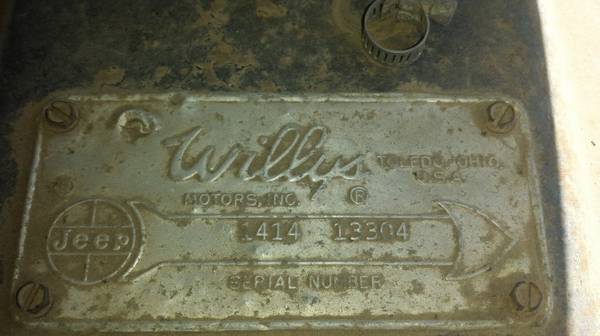 Willys TOLEDO, OHIO,
U.S.A.
MOTORS, INC. ®
Jeep
1414 13304
SERIAL NUMBER